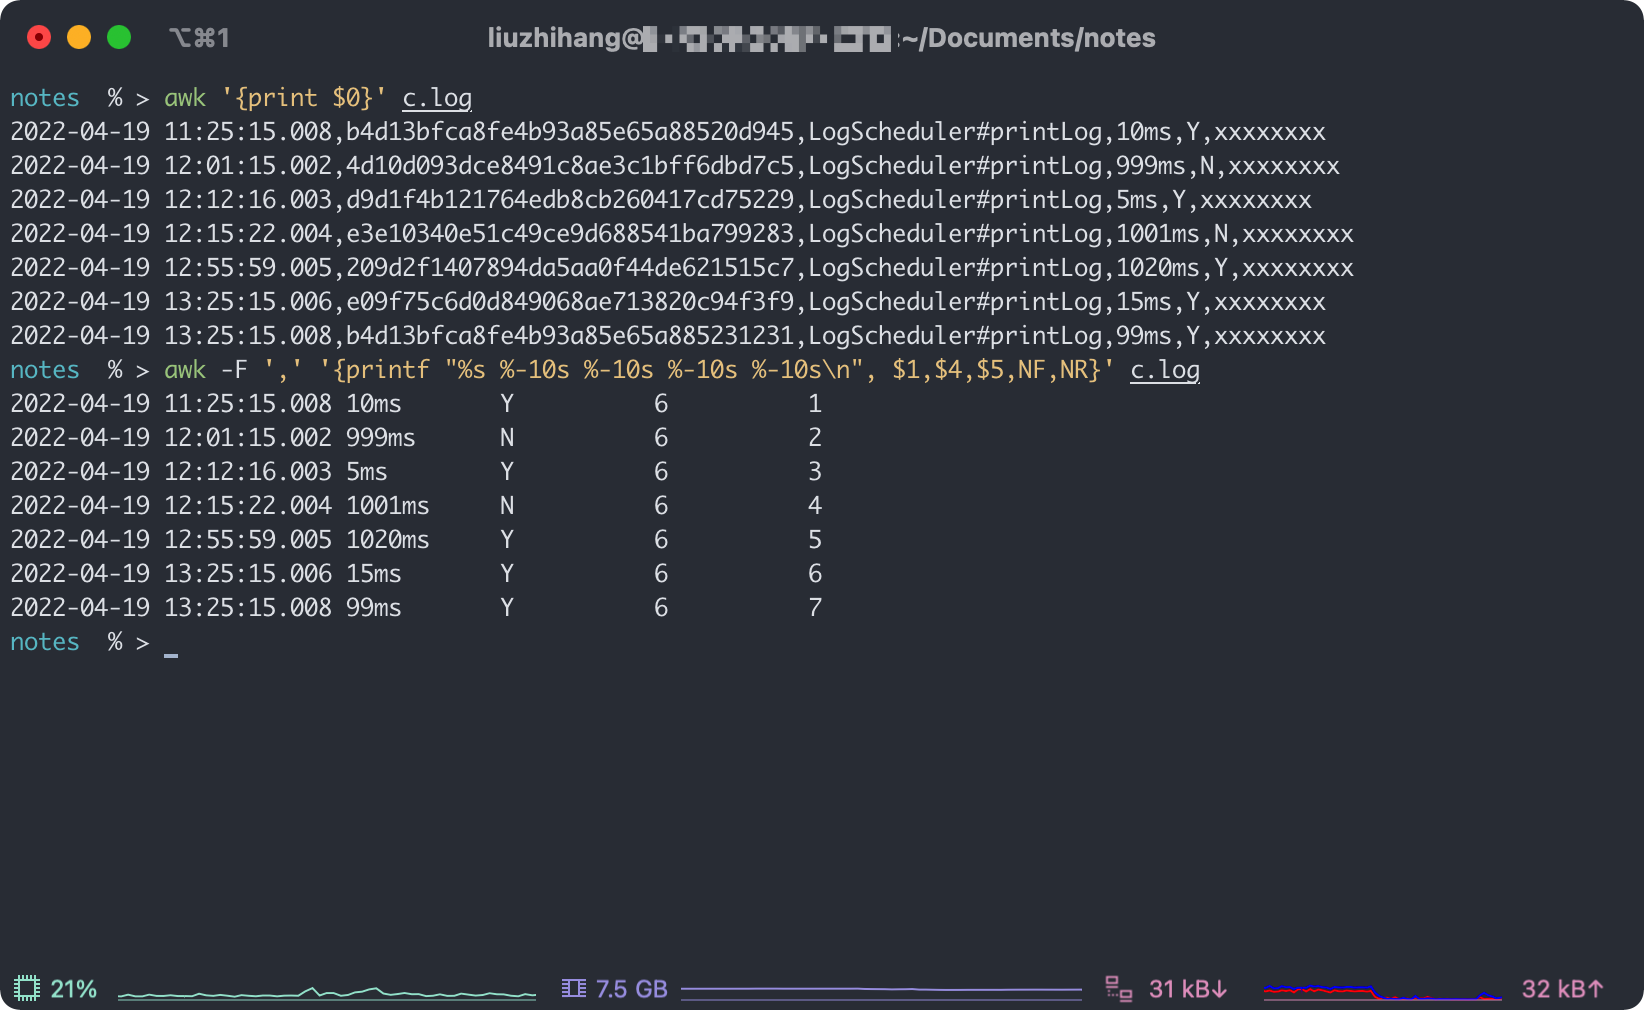 ⌥⌘1
liuzhihang@ :~/Documents/notes
notes  % > awk '{print $0}' c.log
2022-04-19 11:25:15.008,b4d13bfca8fe4b93a85e65a88520d945,LogScheduler#printLog,10ms,Y,xxxxxxxx
2022-04-19 12:01:15.002,4d10d093dce8491c8ae3c1bff6dbd7c5,LogScheduler#printLog,999ms,N,xxxxxxxx
2022-04-19 12:12:16.003,d9d1f4b121764edb8cb260417cd75229,LogScheduler#printLog,5ms,Y,xxxxxxxx
2022-04-19 12:15:22.004,e3e10340e51c49ce9d688541ba799283,LogScheduler#printLog,1001ms,N,xxxxxxxx
2022-04-19 12:55:59.005,209d2f1407894da5aa0f44de621515c7,LogScheduler#printLog,1020ms,Y,xxxxxxxx
2022-04-19 13:25:15.006,e09f75c6d0d849068ae713820c94f3f9,LogScheduler#printLog,15ms,Y,xxxxxxxx
2022-04-19 13:25:15.008,b4d13bfca8fe4b93a85e65a885231231,LogScheduler#printLog,99ms,Y,xxxxxxxx
notes  % > awk -F ',' '{printf "%s %-10s %-10s %-10s %-10s\n", $1,$4,$5,NF,NR}' c.log
2022-04-19 11:25:15.008 10ms       Y          6          1
2022-04-19 12:01:15.002 999ms      N          6          2
2022-04-19 12:12:16.003 5ms        Y          6          3
2022-04-19 12:15:22.004 1001ms     N          6          4
2022-04-19 12:55:59.005 1020ms     Y          6          5
2022-04-19 13:25:15.006 15ms       Y          6          6
2022-04-19 13:25:15.008 99ms       Y          6          7
notes  % > _
21% 7.5 GB 31 kB↓ 32 kB↑